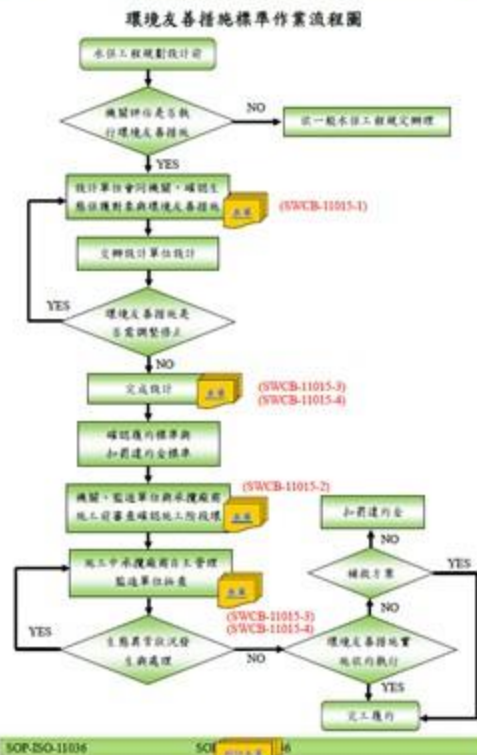 環境友善措施標準作業流程圖
水保工程規劃設計前
機關評估是否執
行環境友善措施
NO
依一般水保工程規定辦理
YES
設計單位會同機關，確認生
態保護對象與環境友善措施
表單
(SWCB-11015-1)
交辦設計單位設計
YES
環境友善措施是
否需調整修正
NO
完成設計
表單
(SWCB-11015-3)
(SWCB-11015-4)
確認履約標準與
扣罰違約金標準
機關、監造單位與承攬廠商
施工前審查確認施工階段環
表單
(SWCB-11015-2)
扣罰違約金
NO
YES
施工中承攬廠商自主管理
監造單位抽查
表單
補救方案
(SWCB-11015-3)
(SWCB-11015-4)
NO
YES
生態異常狀況發
生與處理
NO
環境友善措施實
施状內執行
YES
完工履約
SOP-ISO-11036